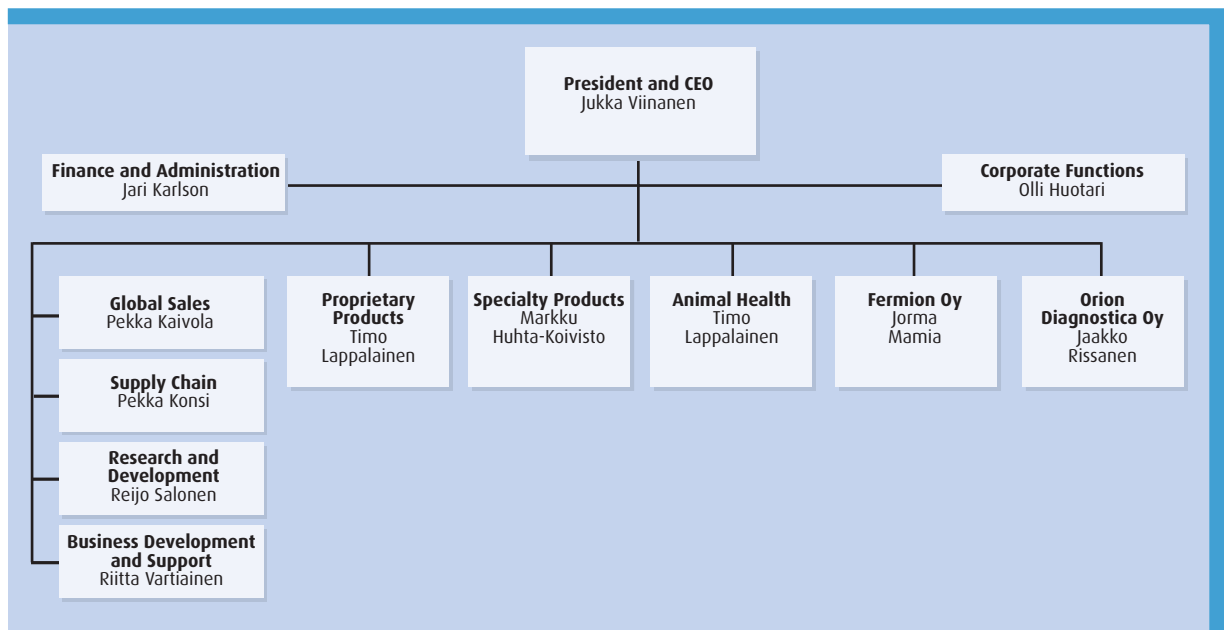 President and CEO
Jukka Viinanen
Finance and Administration
Jari Karlson
Corporate Functions
Olli Huotari
Global Sales
Pekka Kaivola
Proprietary
Products
Timo
Lappalainen
Specialty Products
Markku
Huhta-Koivisto
Animal Health
Timo
Lappalainen
Fermion Oy
Jorma
Mamia
Orion
Diagnostica Oy
Jaakko
Rissanen
Supply Chain
Pekka Konsi
Research and
Development
Reijo Salonen
Business Development
and Support
Riitta Vartiainen